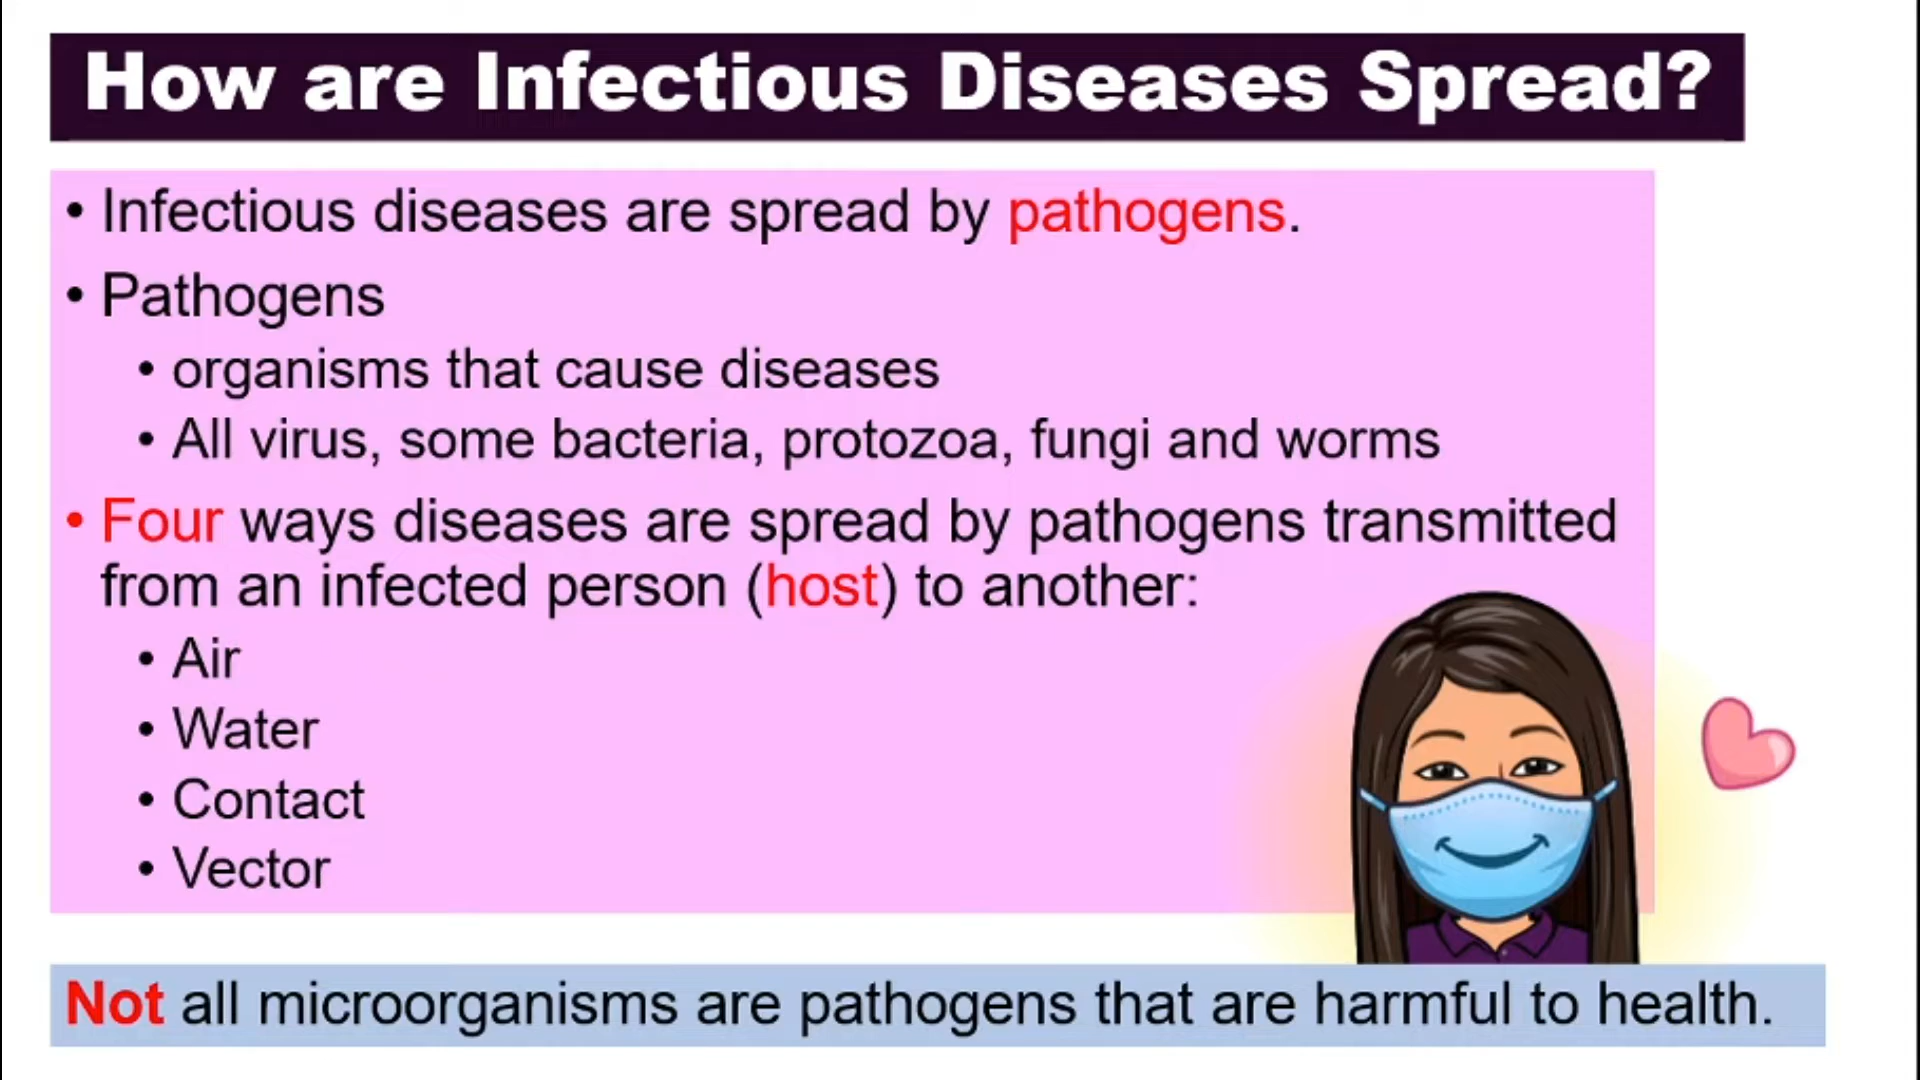 How are Infectious Diseases Spread?
• Infectious diseases are spread by pathogens.
• Pathogens
• organisms that cause diseases
• All virus, some bacteria, protozoa, fungi and worms
• Four ways diseases are spread by pathogens transmitted
from an infected person (host) to another:
• Air
• Water
• Contact
• Vector
Not all microorganisms are pathogens that are harmful to health.